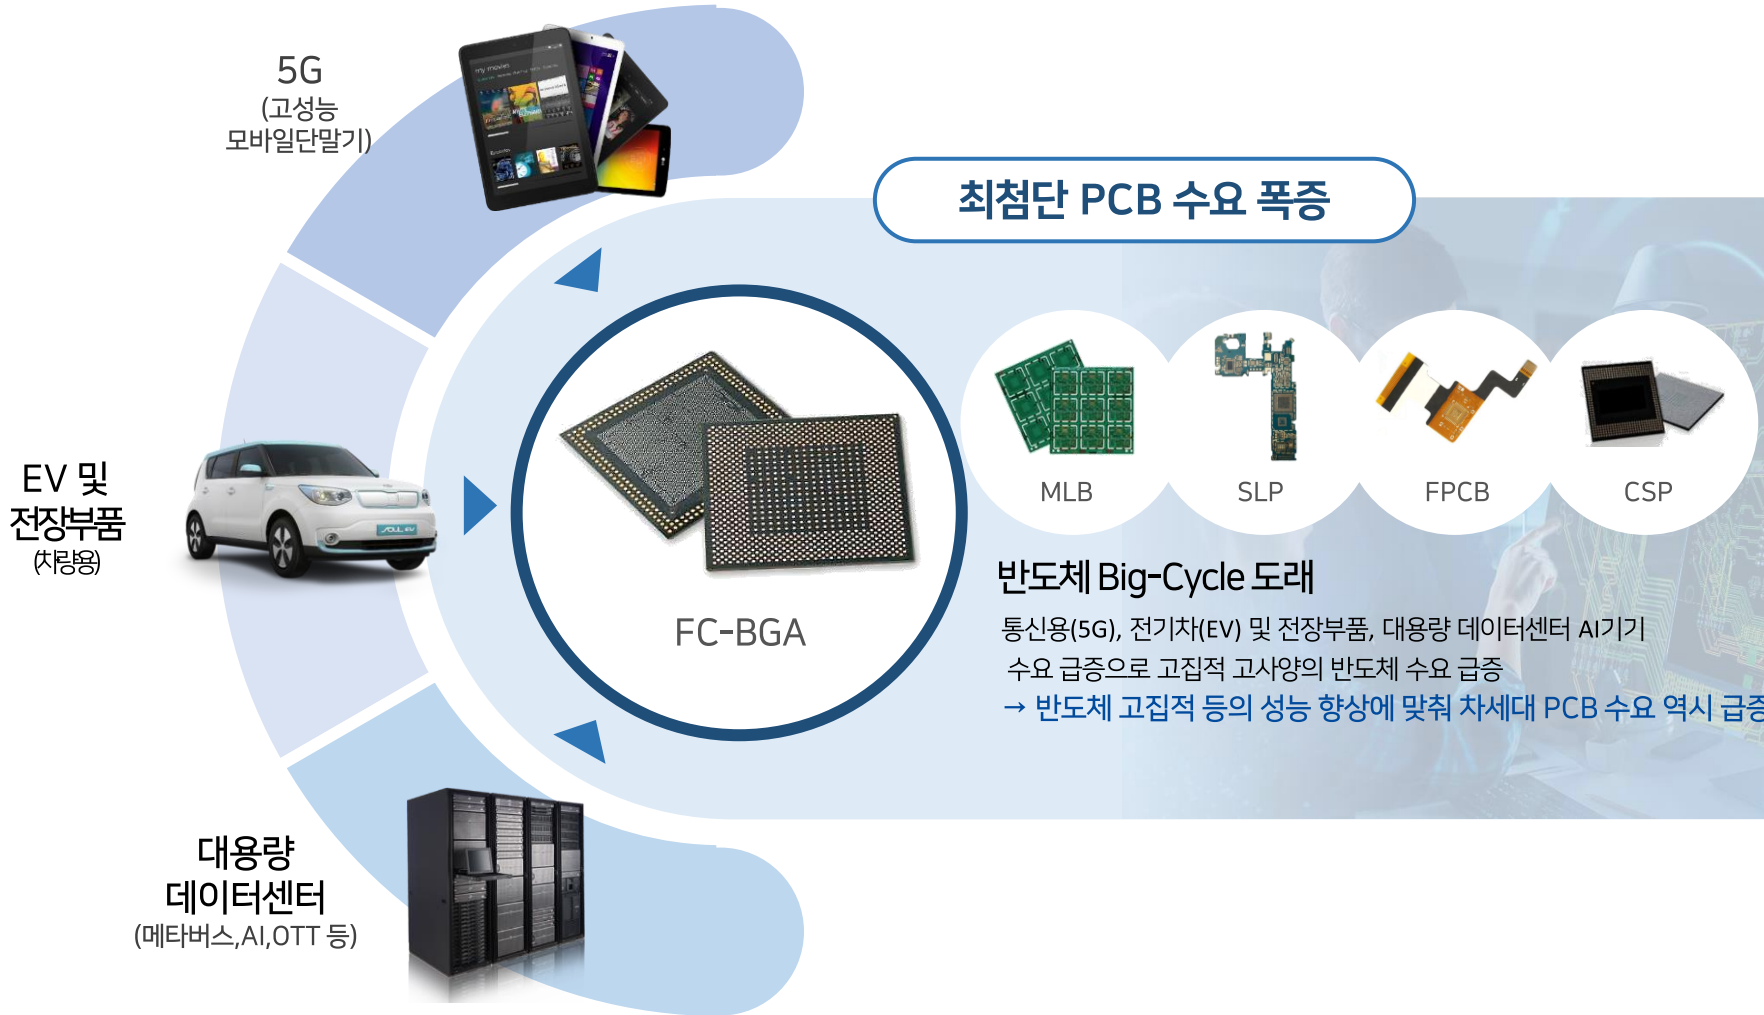 5G
(고성능
모바일단말기)
my movies
최첨단 PCB 수요 폭증
MLB
SLP
FPCB
CSP
EV 및
전장부품
(차량용)
SOUL EV
FC-BGA
반도체 Big-Cycle 도래
통신용(5G), 전기차(EV) 및 전장부품, 대용량 데이터센터 AI기기
수요 급증으로 고집적 고사양의 반도체 수요 급증
→ 반도체 고집적 등의 성능 향상에 맞춰 차세대 PCB 수요 역시 급증
대용량
데이터센터
(메타버스,AI,OTT 등)